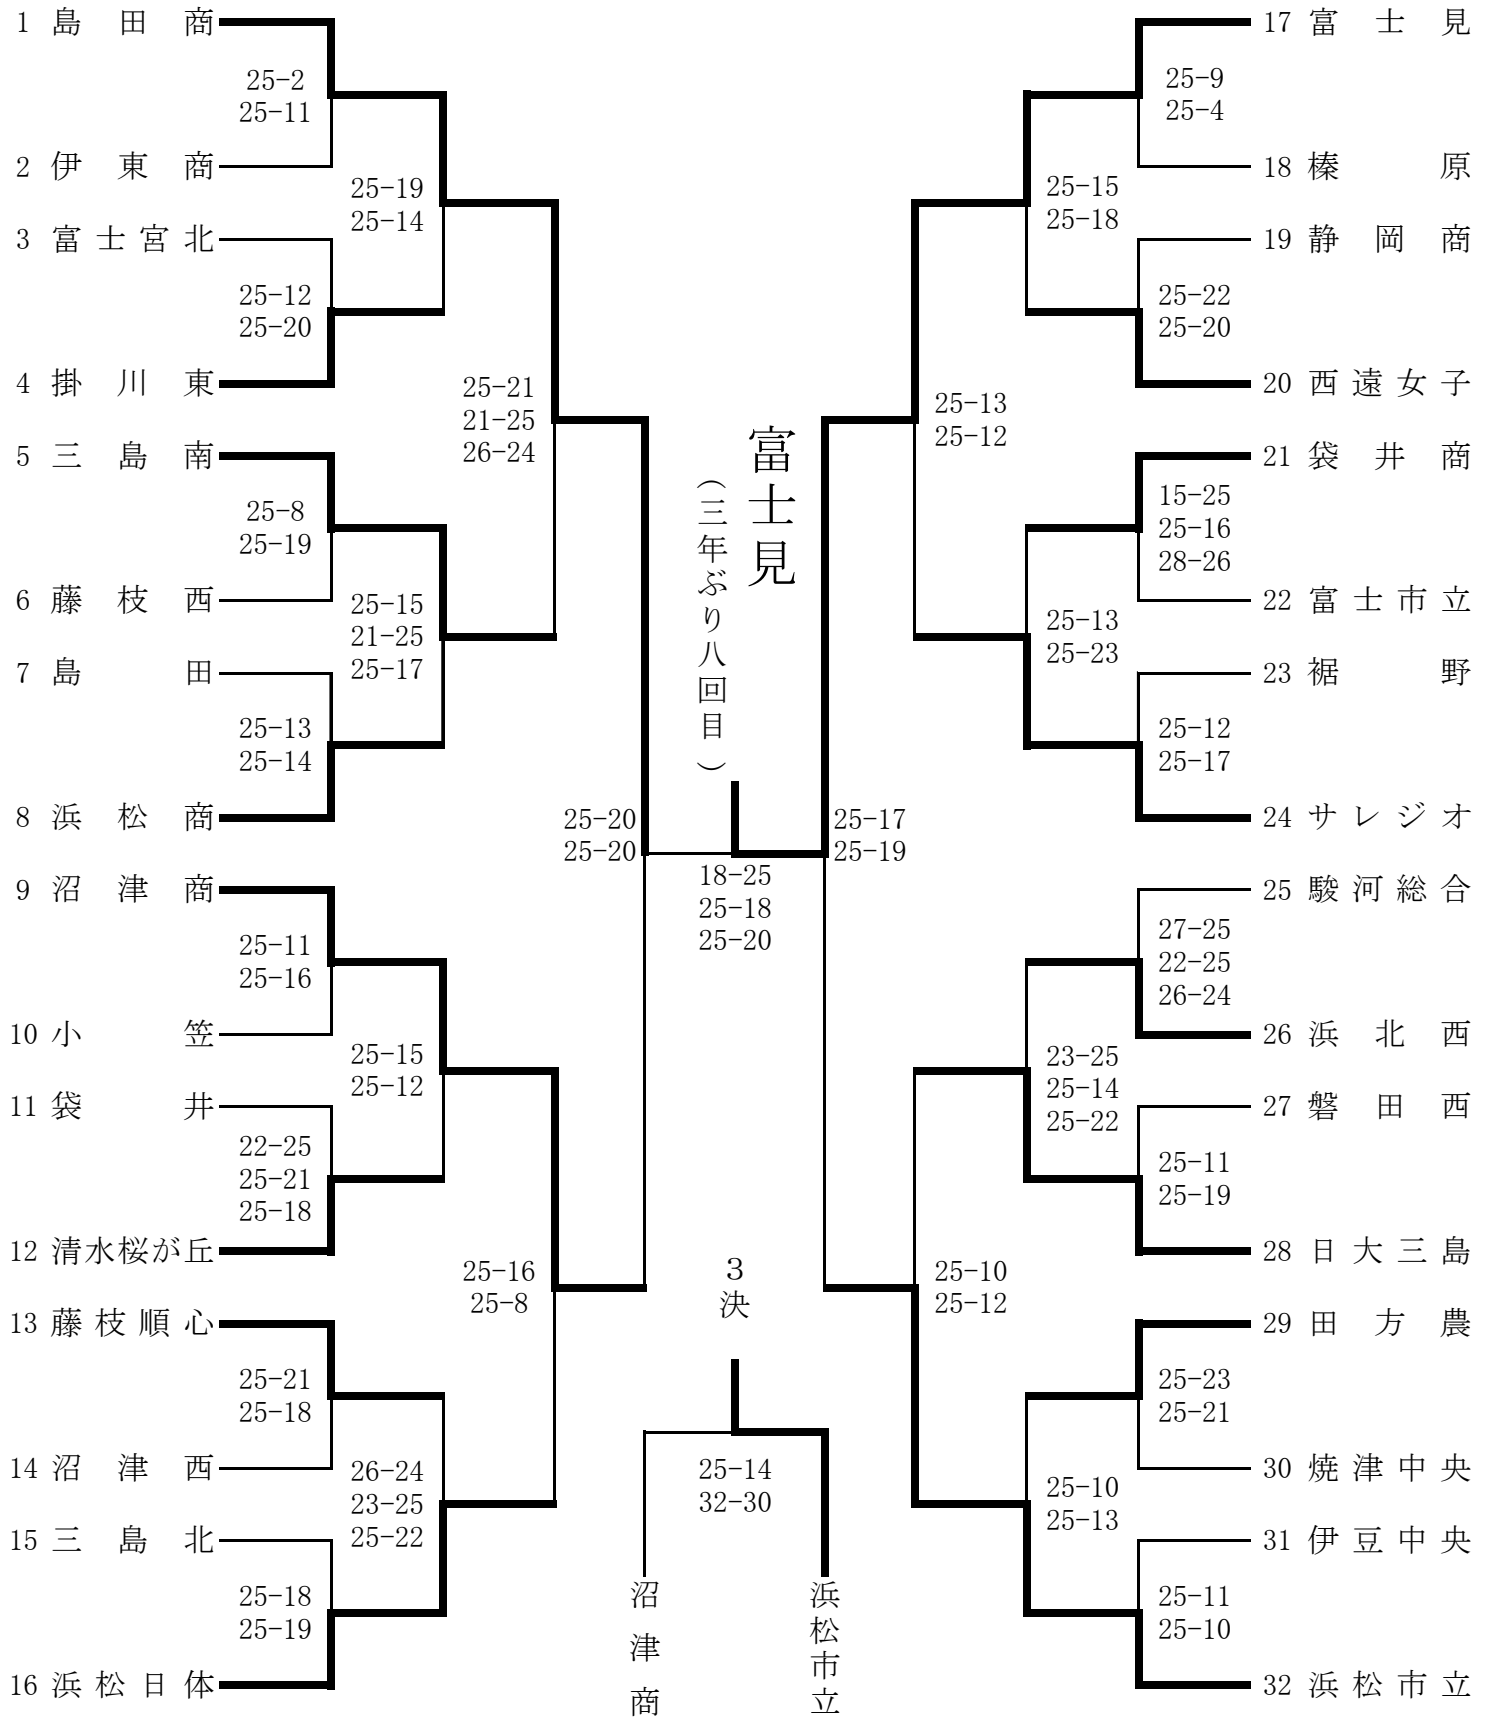 1 島田商
25-2
25-11
2 伊東商
25-19
25-14
3 富士宮北
25-12
25-20
4 掛川東
25-21
21-25
26-24
5 三島南
25-8
25-19
6 藤枝西
25-15
21-25
25-17
7 島田
25-13
25-14
8 浜松商
25-20
25-20
9 沼津商
25-11
25-16
10 小笠
25-15
25-12
11 袋井
22-25
25-21
25-18
12 清水桜が丘
25-16
25-8
13 藤枝順心
25-21
25-18
14 沼津西
26-24
23-25
25-22
15 三島北
25-18
25-19
16 浜松日体
富士見
(三年ぶり八回目)
18-25
25-18
25-20
3決
25-14
32-30
沼津商
浜松市立
17 富士見
25-9
25-4
18 榛原
25-15
25-18
19 静岡商
25-22
25-20
20 西遠女子
25-13
25-12
21 袋井商
15-25
25-16
28-26
22 富士市立
25-13
25-23
23 裾野
25-12
25-17
24 サレジオ
25-17
25-19
25 駿河総合
27-25
22-25
26-24
26 浜北西
23-25
25-14
25-22
27 磐田西
25-11
25-19
28 日大三島
25-10
25-12
29 田方農
25-23
25-21
30 焼津中央
25-10
25-13
31 伊豆中央
25-11
25-10
32 浜松市立